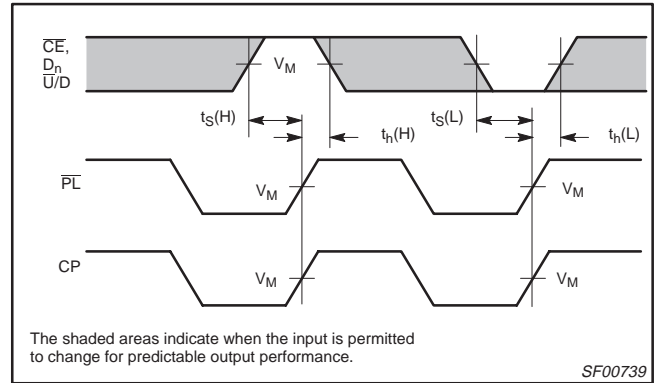 CE,
Dn
U/D
VM
tS(H)
th(H)
tS(L)
th(L)
PL
VM
VM
CP
VM
VM
The shaded areas indicate when the input is permitted
to change for predictable output performance.
SF00739